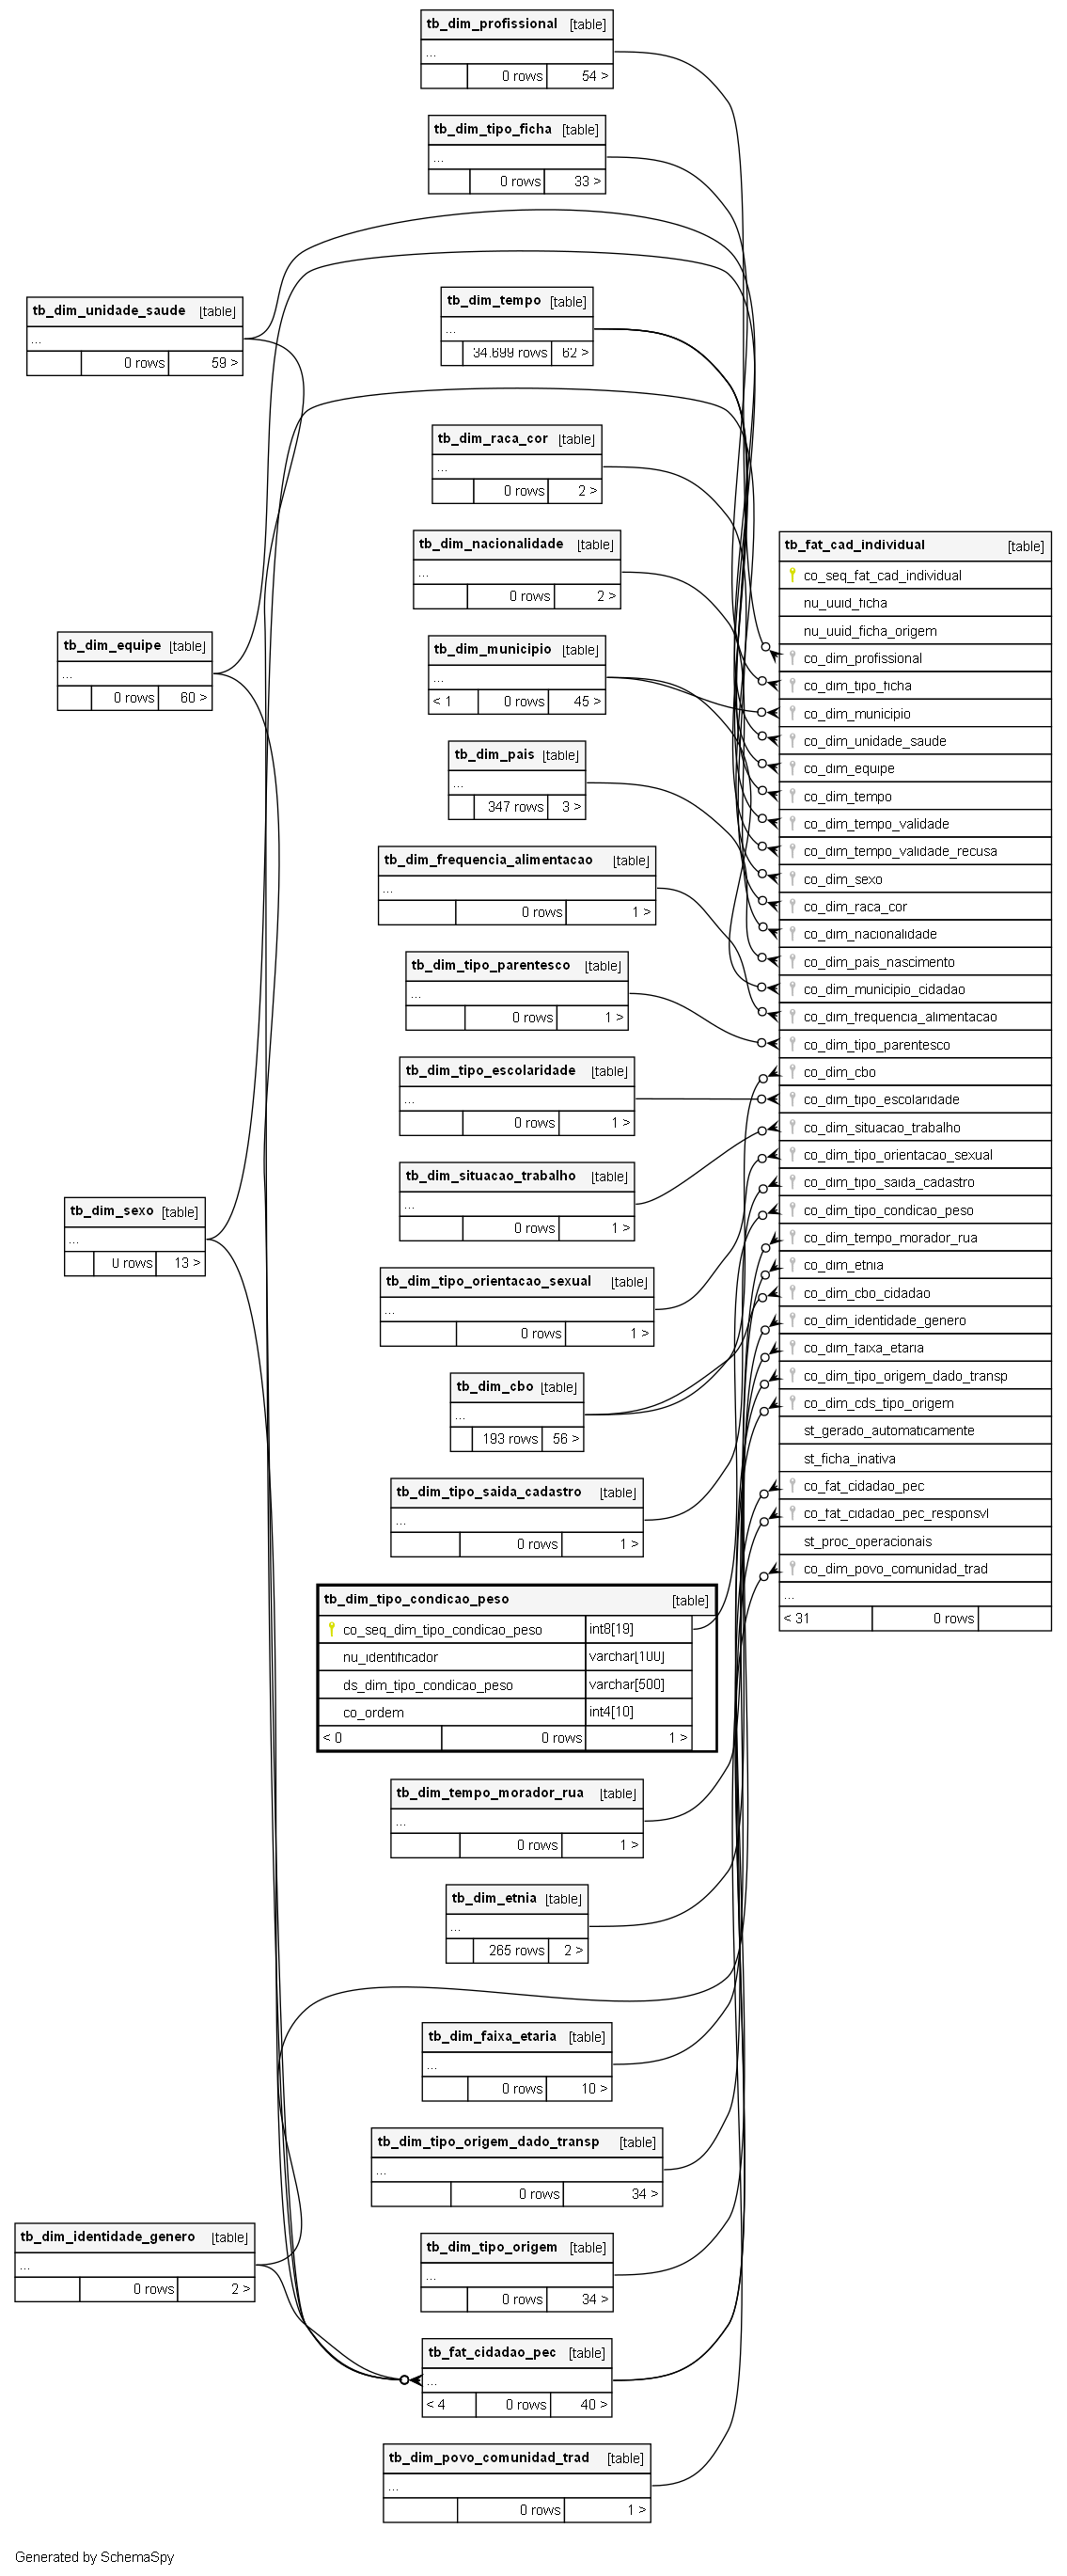 tb_dim_profissional [table]
...
0 rows 54 >
tb_dim_tipo_ficha [table]
...
0 rows 33 >
tb_dim_unidade_saude [table]
...
0 rows 59 >
tb_dim_tempo [table]
...
34.699 rows 62 >
tb_dim_raca_cor [table]
...
0 rows 2 >
tb_dim_nacionalidade [table]
...
0 rows 2 >
tb_dim_equipe [table]
...
0 rows 60 >
tb_dim_municipio [table]
...
< 1 0 rows 45 >
tb_dim_pais [table]
...
347 rows 3 >
tb_dim_frequencia_alimentacao [table]
...
0 rows 1 >
tb_dim_tipo_parentesco [table]
...
0 rows 1 >
tb_dim_tipo_escolaridade [table]
...
0 rows 1 >
tb_dim_situacao_trabalho [table]
...
0 rows 1 >
tb_dim_sexo [table]
...
0 rows 13 >
tb_dim_tipo_orientacao_sexual [table]
...
0 rows 1 >
tb_dim_cbo [table]
...
193 rows 56 >
tb_dim_tipo_saida_cadastro [table]
...
0 rows 1 >
tb_dim_tipo_condicao_peso [table]
co_seq_dim_tipo_condicao_peso int8[19]
nu_identificador varchar[100]
ds_dim_tipo_condicao_peso varchar[500]
co_ordem int4[10]
< 0 0 rows 1 >
tb_dim_tempo_morador_rua [table]
...
0 rows 1 >
tb_dim_etnia [table]
...
265 rows 2 >
tb_dim_faixa_etaria [table]
...
0 rows 10 >
tb_dim_tipo_origem_dado_transp [table]
...
0 rows 34 >
tb_dim_identidade_genero [table]
...
0 rows 2 >
tb_dim_tipo_origem [table]
...
0 rows 34 >
tb_fat_cidadao_pec [table]
...
< 4 0 rows 40 >
tb_dim_povo_comunidad_trad [table]
...
0 rows 1 >
tb_fat_cad_individual [table]
co_seq_fat_cad_individual
nu_uuid_ficha
nu_uuid_ficha_origem
co_dim_profissional
co_dim_tipo_ficha
co_dim_municipio
co_dim_unidade_saude
co_dim_equipe
co_dim_tempo
co_dim_tempo_validade
co_dim_tempo_validade_recusa
co_dim_sexo
co_dim_raca_cor
co_dim_nacionalidade
co_dim_pais_nascimento
co_dim_municipio_cidadao
co_dim_frequencia_alimentacao
co_dim_tipo_parentesco
co_dim_cbo
co_dim_tipo_escolaridade
co_dim_situacao_trabalho
co_dim_tipo_orientacao_sexual
co_dim_tipo_saida_cadastro
co_dim_tipo_condicao_peso
co_dim_tempo_morador_rua
co_dim_etnia
co_dim_cbo_cidadao
co_dim_identidade_genero
co_dim_faixa_etaria
co_dim_tipo_origem_dado_transp
co_dim_cds_tipo_origem
st_gerado_automaticamente
st_ficha_inativa
co_fat_cidadao_pec
co_fat_cidadao_pec_responsvl
st_proc_operacionais
co_dim_povo_comunidad_trad
...
< 31 0 rows
Generated by SchemaSpy